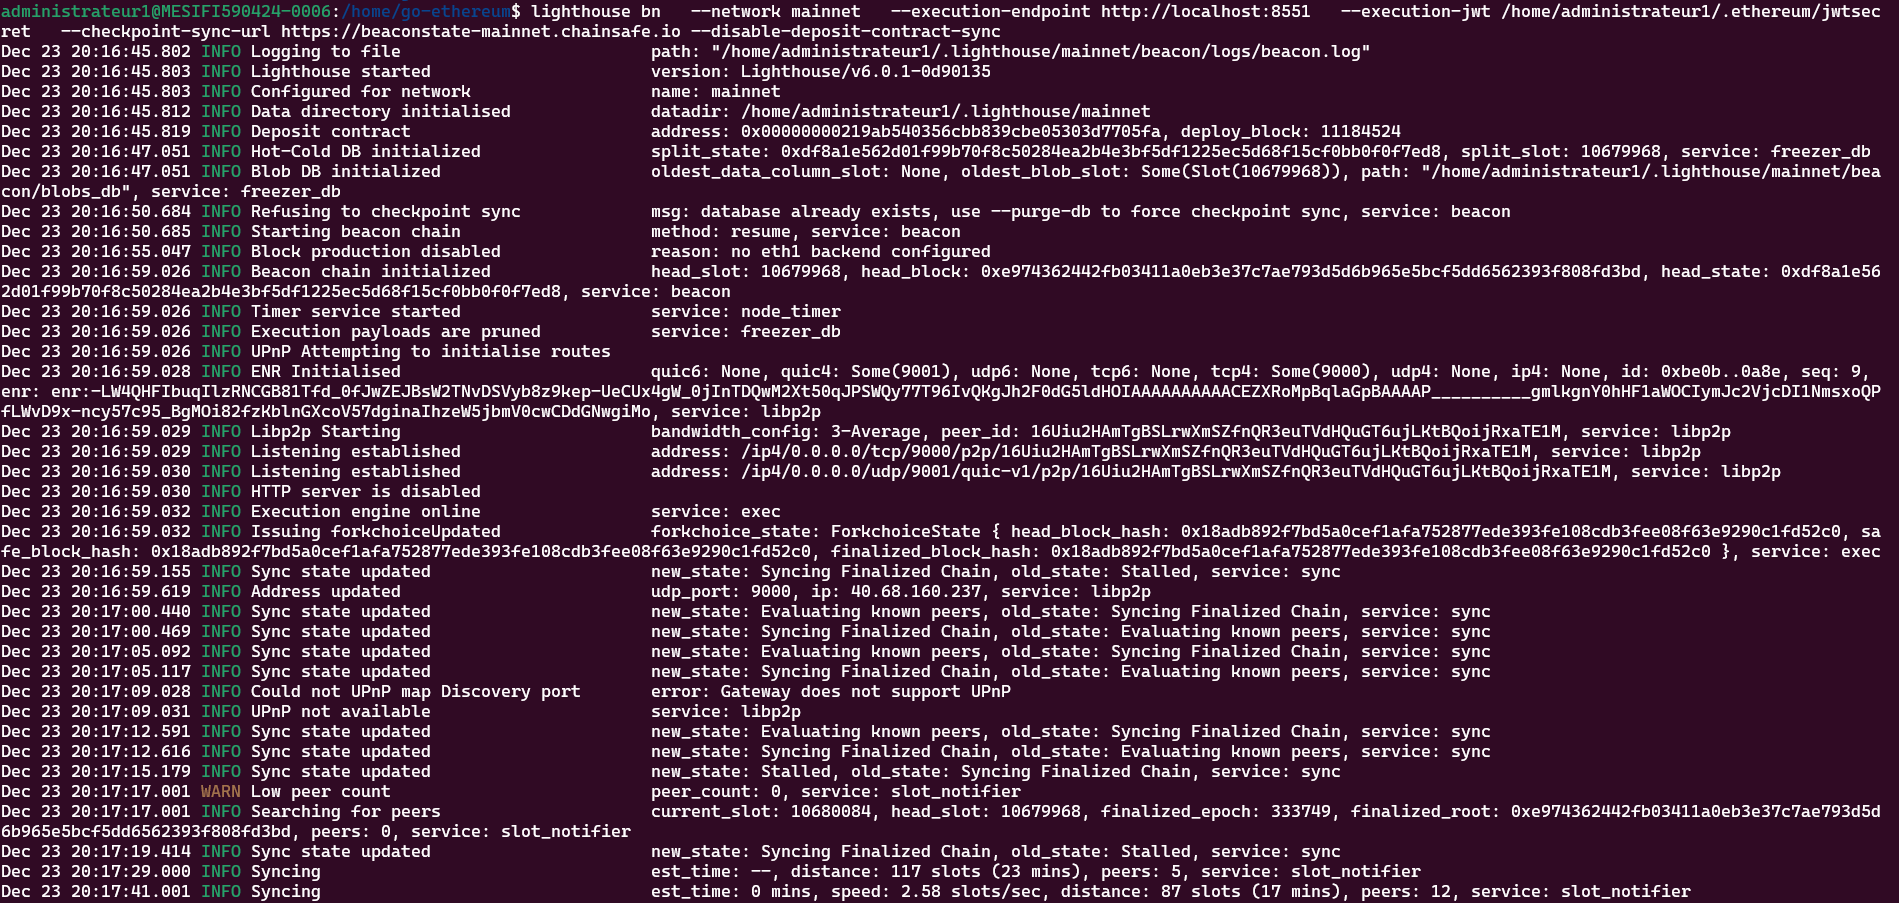 administrateur1@MESIFI590424-0006:/home/go-ethereum$ lighthouse bn   --network mainnet   --execution-endpoint http://localhost:8551   --execution-jwt /home/administrateur1/.ethereum/jwtsec
ret   --checkpoint-sync-url https://beaconstate-mainnet.chainsafe.io --disable-deposit-contract-sync
Dec 23 20:16:45.802 INFO Logging to file                         path: "/home/administrateur1/.lighthouse/mainnet/beacon/logs/beacon.log"
Dec 23 20:16:45.803 INFO Lighthouse started                      version: Lighthouse/v6.0.1-0d90135
Dec 23 20:16:45.803 INFO Configured for network                  name: mainnet
Dec 23 20:16:45.812 INFO Data directory initialised              datadir: /home/administrateur1/.lighthouse/mainnet
Dec 23 20:16:45.819 INFO Deposit contract                        address: 0x00000000219ab540356cbb839cbe05303d7705fa, deploy_block: 11184524
Dec 23 20:16:47.051 INFO Hot-Cold DB initialized                 split_state: 0xdf8a1e562d01f99b70f8c50284ea2b4e3bf5df1225ec5d68f15cf0bb0f0f7ed8, split_slot: 10679968, service: freezer_db
Dec 23 20:16:47.051 INFO Blob DB initialized                     oldest_data_column_slot: None, oldest_blob_slot: Some(Slot(10679968)), path: "/home/administrateur1/.lighthouse/mainnet/bea
con/blobs_db", service: freezer_db
Dec 23 20:16:50.684 INFO Refusing to checkpoint sync             msg: database already exists, use --purge-db to force checkpoint sync, service: beacon
Dec 23 20:16:50.685 INFO Starting beacon chain                   method: resume, service: beacon
Dec 23 20:16:55.047 INFO Block production disabled               reason: no eth1 backend configured
Dec 23 20:16:59.026 INFO Beacon chain initialized                head_slot: 10679968, head_block: 0xe974362442fb03411a0eb3e37c7ae793d5d6b965e5bcf5dd6562393f808fd3bd, head_state: 0xdf8a1e56
2d01f99b70f8c50284ea2b4e3bf5df1225ec5d68f15cf0bb0f0f7ed8, service: beacon
Dec 23 20:16:59.026 INFO Timer service started                   service: node_timer
Dec 23 20:16:59.026 INFO Execution payloads are pruned           service: freezer_db
Dec 23 20:16:59.026 INFO UPnP Attempting to initialise routes
Dec 23 20:16:59.028 INFO ENR Initialised                         quic6: None, quic4: Some(9001), udp6: None, tcp6: None, tcp4: Some(9000), udp4: None, ip4: None, id: 0xbe0b..0a8e, seq: 9,
enr: enr:-LW4QHFIbuqIlzRNCGB81Tfd_0fJwZEJBsW2TNvDSVyb8z9kep-UeCUx4gW_0jInTDQwM2Xt50qJPSWQy77T96IvQKgJh2F0dG5ldHOIAAAAAAAAAACEZXRoMpBqlaGpBAAAAP__________gmlkgnY0hHF1aWOCIymJc2VjcDI1NmsxoQP
fLWvD9x-ncy57c95_BgMOi82fzKblnGXcoV57dginaIhzeW5jbmV0cwCDdGNwgiMo, service: libp2p
Dec 23 20:16:59.029 INFO Libp2p Starting                         bandwidth_config: 3-Average, peer_id: 16Uiu2HAmTgBSLrwXmSZfnQR3euTVdHQuGT6ujLKtBQoijRxaTE1M, service: libp2p
Dec 23 20:16:59.029 INFO Listening established                   address: /ip4/0.0.0.0/tcp/9000/p2p/16Uiu2HAmTgBSLrwXmSZfnQR3euTVdHQuGT6ujLKtBQoijRxaTE1M, service: libp2p
Dec 23 20:16:59.030 INFO Listening established                   address: /ip4/0.0.0.0/udp/9001/quic-v1/p2p/16Uiu2HAmTgBSLrwXmSZfnQR3euTVdHQuGT6ujLKtBQoijRxaTE1M, service: libp2p
Dec 23 20:16:59.030 INFO HTTP server is disabled
Dec 23 20:16:59.032 INFO Execution engine online                 service: exec
Dec 23 20:16:59.032 INFO Issuing forkchoiceUpdated               forkchoice_state: ForkchoiceState { head_block_hash: 0x18adb892f7bd5a0cef1afa752877ede393fe108cdb3fee08f63e9290c1fd52c0, sa
fe_block_hash: 0x18adb892f7bd5a0cef1afa752877ede393fe108cdb3fee08f63e9290c1fd52c0, finalized_block_hash: 0x18adb892f7bd5a0cef1afa752877ede393fe108cdb3fee08f63e9290c1fd52c0 }, service: exec
Dec 23 20:16:59.155 INFO Sync state updated                      new_state: Syncing Finalized Chain, old_state: Stalled, service: sync
Dec 23 20:16:59.619 INFO Address updated                         udp_port: 9000, ip: 40.68.160.237, service: libp2p
Dec 23 20:17:00.440 INFO Sync state updated                      new_state: Evaluating known peers, old_state: Syncing Finalized Chain, service: sync
Dec 23 20:17:00.469 INFO Sync state updated                      new_state: Syncing Finalized Chain, old_state: Evaluating known peers, service: sync
Dec 23 20:17:05.092 INFO Sync state updated                      new_state: Evaluating known peers, old_state: Syncing Finalized Chain, service: sync
Dec 23 20:17:05.117 INFO Sync state updated                      new_state: Syncing Finalized Chain, old_state: Evaluating known peers, service: sync
Dec 23 20:17:09.028 INFO Could not UPnP map Discovery port       error: Gateway does not support UPnP
Dec 23 20:17:09.031 INFO UPnP not available                      service: libp2p
Dec 23 20:17:12.591 INFO Sync state updated                      new_state: Evaluating known peers, old_state: Syncing Finalized Chain, service: sync
Dec 23 20:17:12.616 INFO Sync state updated                      new_state: Syncing Finalized Chain, old_state: Evaluating known peers, service: sync
Dec 23 20:17:15.179 INFO Sync state updated                      new_state: Stalled, old_state: Syncing Finalized Chain, service: sync
Dec 23 20:17:17.001 WARN Low peer count                          peer_count: 0, service: slot_notifier
Dec 23 20:17:17.001 INFO Searching for peers                     current_slot: 10680084, head_slot: 10679968, finalized_epoch: 333749, finalized_root: 0xe974362442fb03411a0eb3e37c7ae793d5d
6b965e5bcf5dd6562393f808fd3bd, peers: 0, service: slot_notifier
Dec 23 20:17:19.414 INFO Sync state updated                      new_state: Syncing Finalized Chain, old_state: Stalled, service: sync
Dec 23 20:17:29.000 INFO Syncing                                 est_time: --, distance: 117 slots (23 mins), peers: 5, service: slot_notifier
Dec 23 20:17:41.001 INFO Syncing                                 est_time: 0 mins, speed: 2.58 slots/sec, distance: 87 slots (17 mins), peers: 12, service: slot_notifier